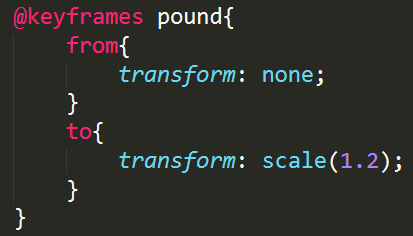 @keyframes pound{
    from{
        transform: none;
    }
    to{
        transform: scale(1.2);
    }
}